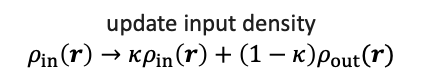 update input density
ρin(r) → κρin(r) + (1 − κ)ρout(r)